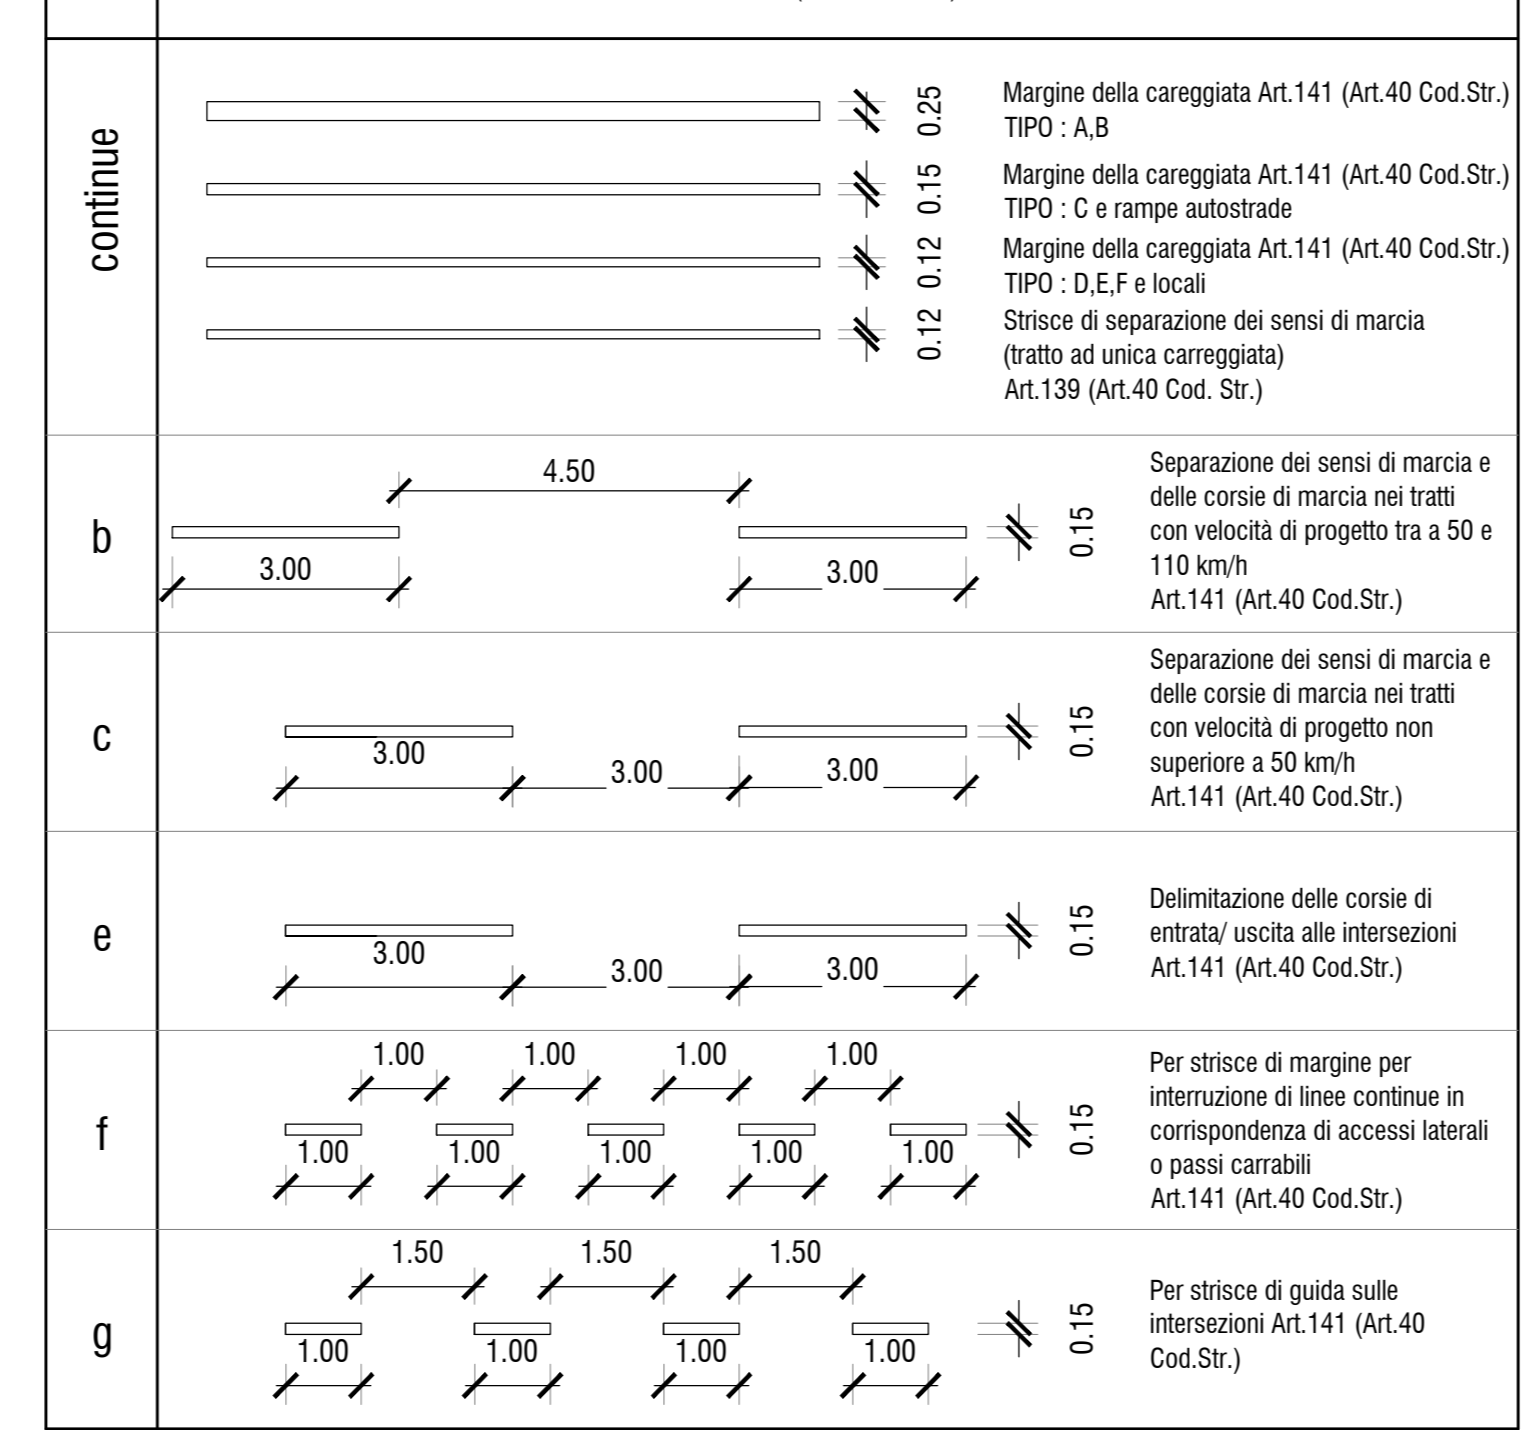 continue
0.25
Margine della careggiata Art.141 (Art.40 Cod.Str.)
TIPO : A,B
0.15
Margine della careggiata Art.141 (Art.40 Cod.Str.)
TIPO : C e rampe autostrade
0.12
Margine della careggiata Art.141 (Art.40 Cod.Str.)
TIPO : D,E,F e locali
0.12
Strisce di separazione dei sensi di marcia
(tratto ad unica carreggiata)
Art.139 (Art.40 Cod. Str.)
b
4.50
3.00
3.00
0.15
Separazione dei sensi di marcia e
delle corsie di marcia nei tratti
con velocità di progetto tra a 50 e
110 km/h
Art.141 (Art.40 Cod.Str.)
c
3.00
3.00
3.00
0.15
Separazione dei sensi di marcia e
delle corsie di marcia nei tratti
con velocità di progetto non
superiore a 50 km/h
Art.141 (Art.40 Cod.Str.)
e
3.00
3.00
3.00
0.15
Delimitazione delle corsie di
entrata/ uscita alle intersezioni
Art.141 (Art.40 Cod.Str.)
f
1.00 1.00 1.00 1.00
1.00 1.00 1.00 1.00 1.00
0.15
Per strisce di margine per
interruzione di linee continue in
corrispondenza di accessi laterali
o passi carrabili
Art.141 (Art.40 Cod.Str.)
g
1.50 1.50 1.50
1.00 1.00 1.00 1.00
0.15
Per strisce di guida sulle
intersezioni Art.141 (Art.40
Cod.Str.)